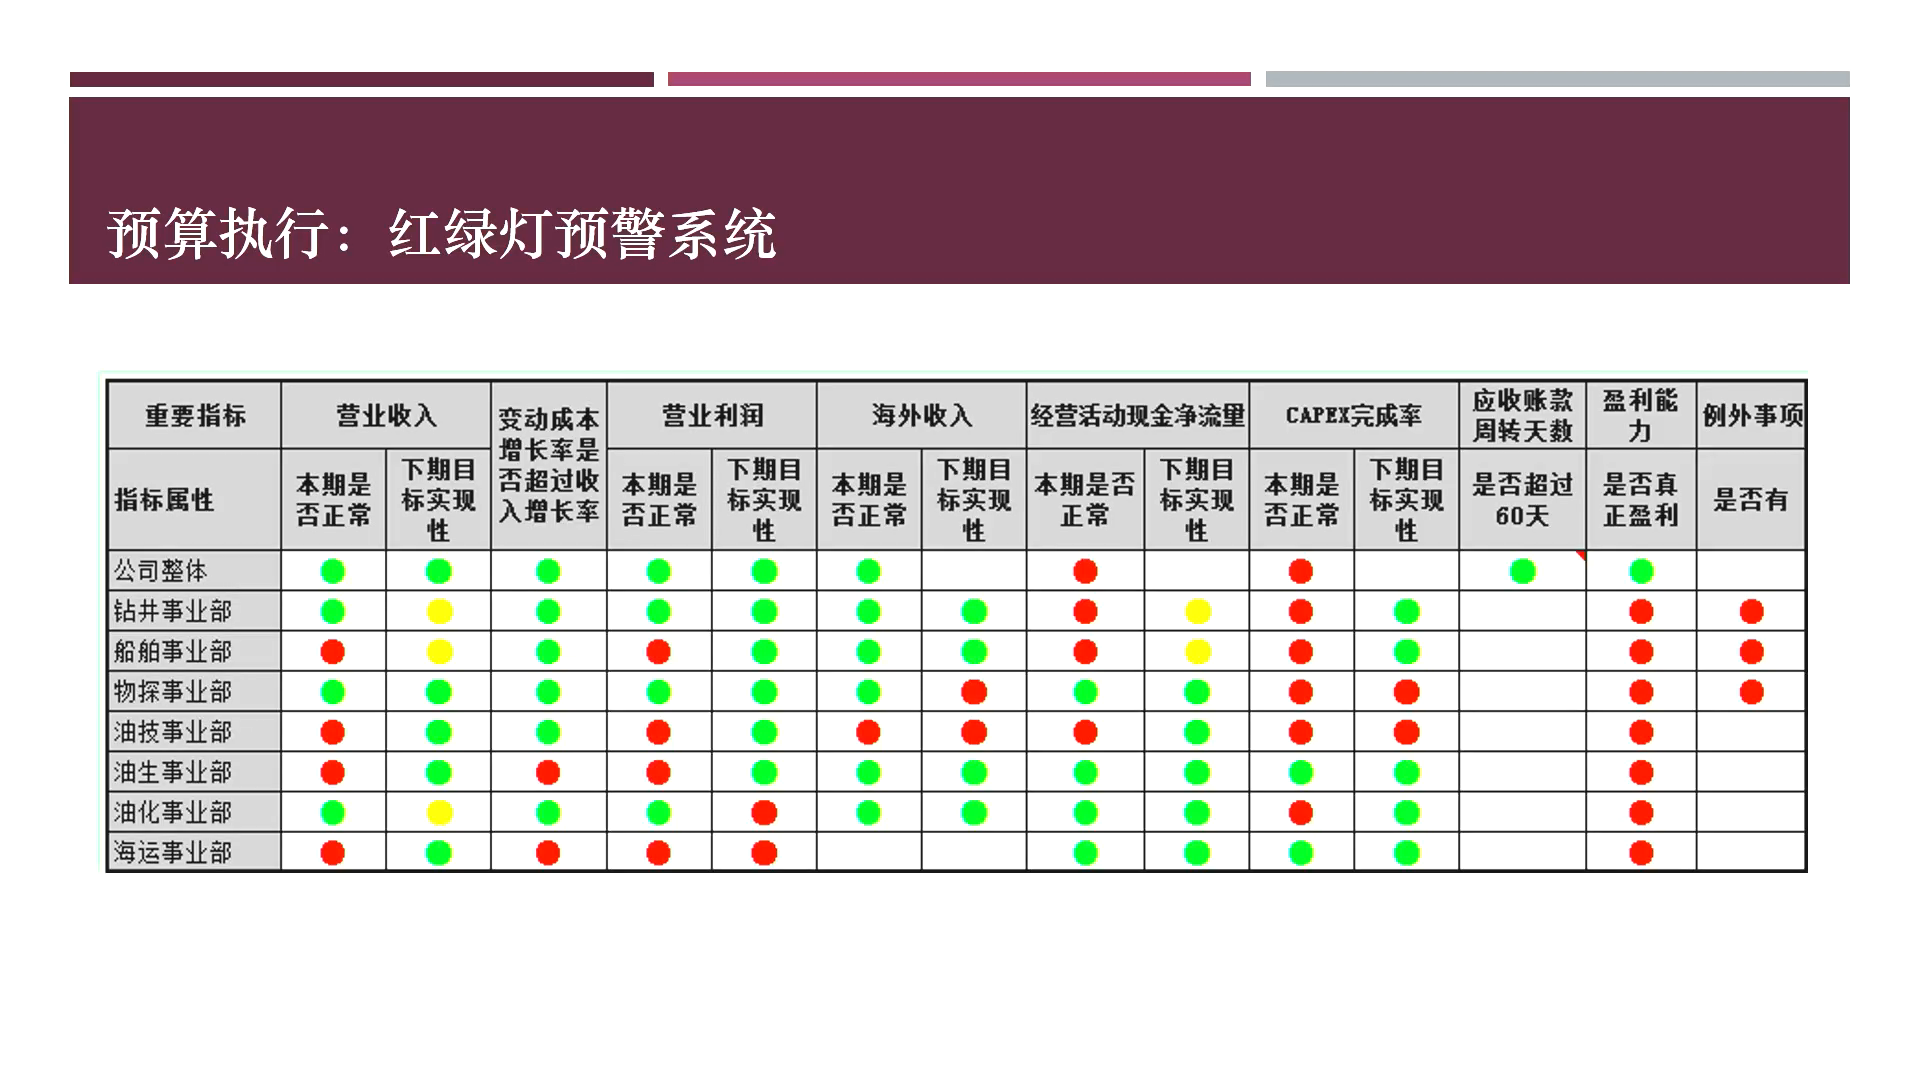 预算执行：红绿灯预警系统
重要指标 营业收入 变动成本增长率是否超过收入增长率 营业利润 海外收入 经营活动现金净流量 CAPEX完成率 应收账款周转天数 盈利能力 例外事项
指标属性 本期是否正常 下期目标实现性 本期是否正常 下期目标实现性 本期是否正常 下期目标实现性 本期是否正常 下期目标实现性 本期是否正常 下期目标实现性 是否超过60天 是否真正盈利 是否有
公司整体
钻井事业部
船舶事业部
物探事业部
油技事业部
油生事业部
油化事业部
海运事业部